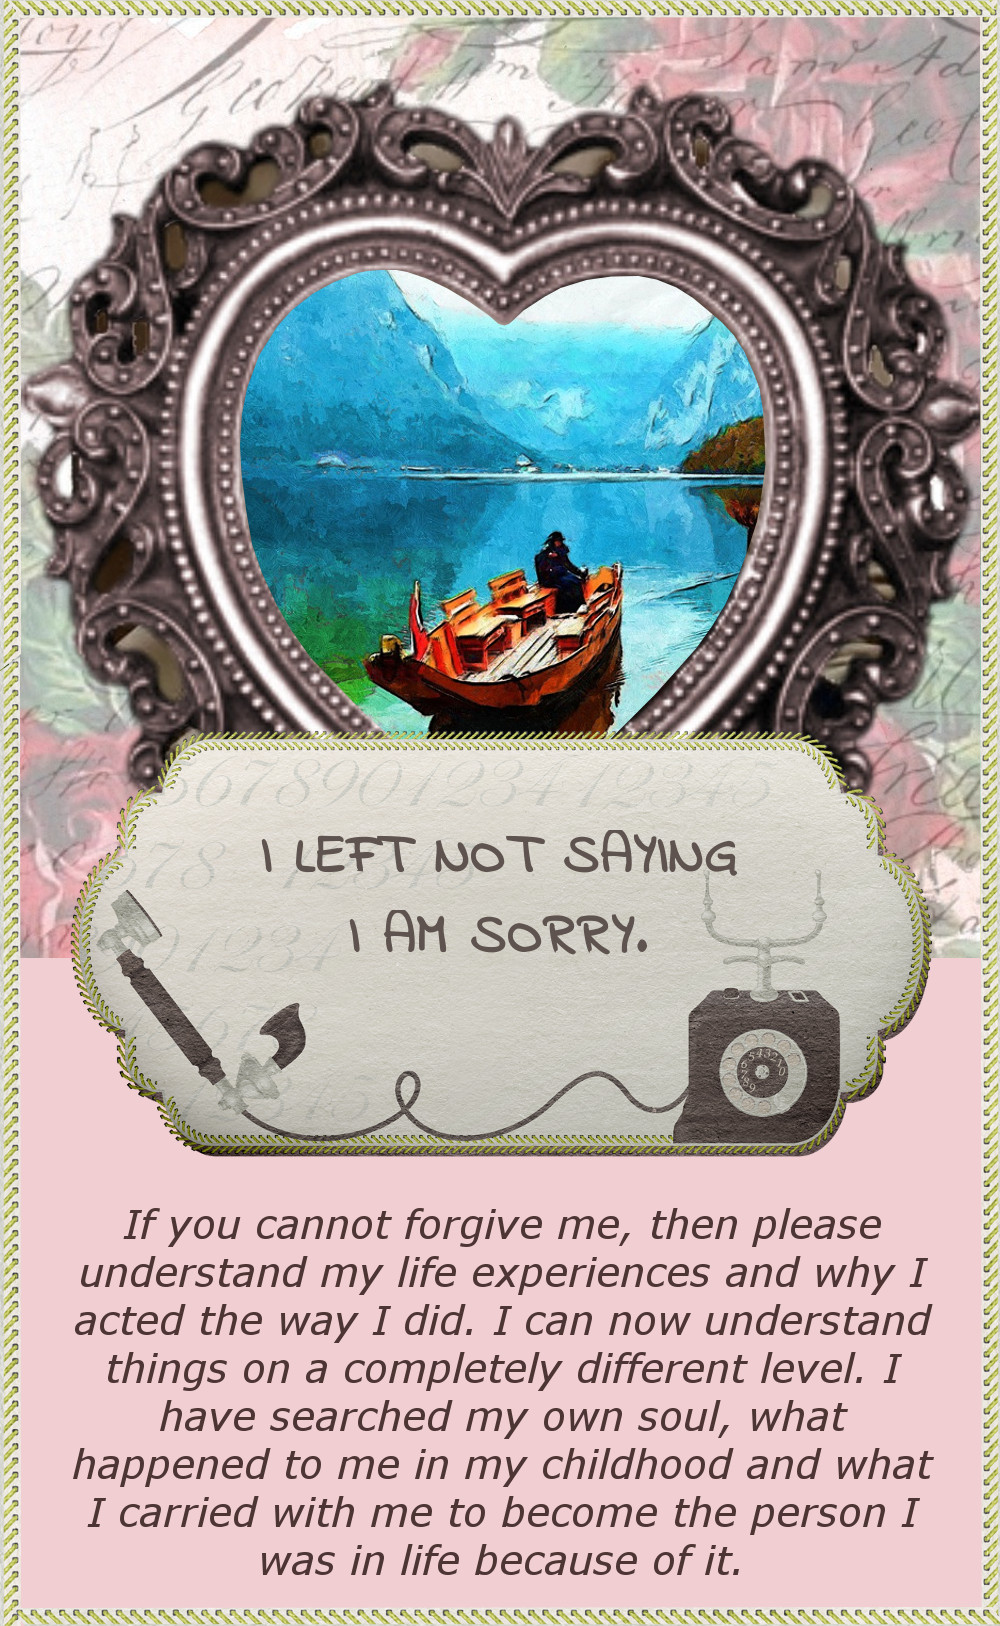 I LEFT NOT SAYING
I AM SORRY.
If you cannot forgive me, then please
understand my life experiences and why I
acted the way I did. I can now understand
things on a completely different level. I
have searched my own soul, what
happened to me in my childhood and what
I carried with me to become the person I
was in life because of it.